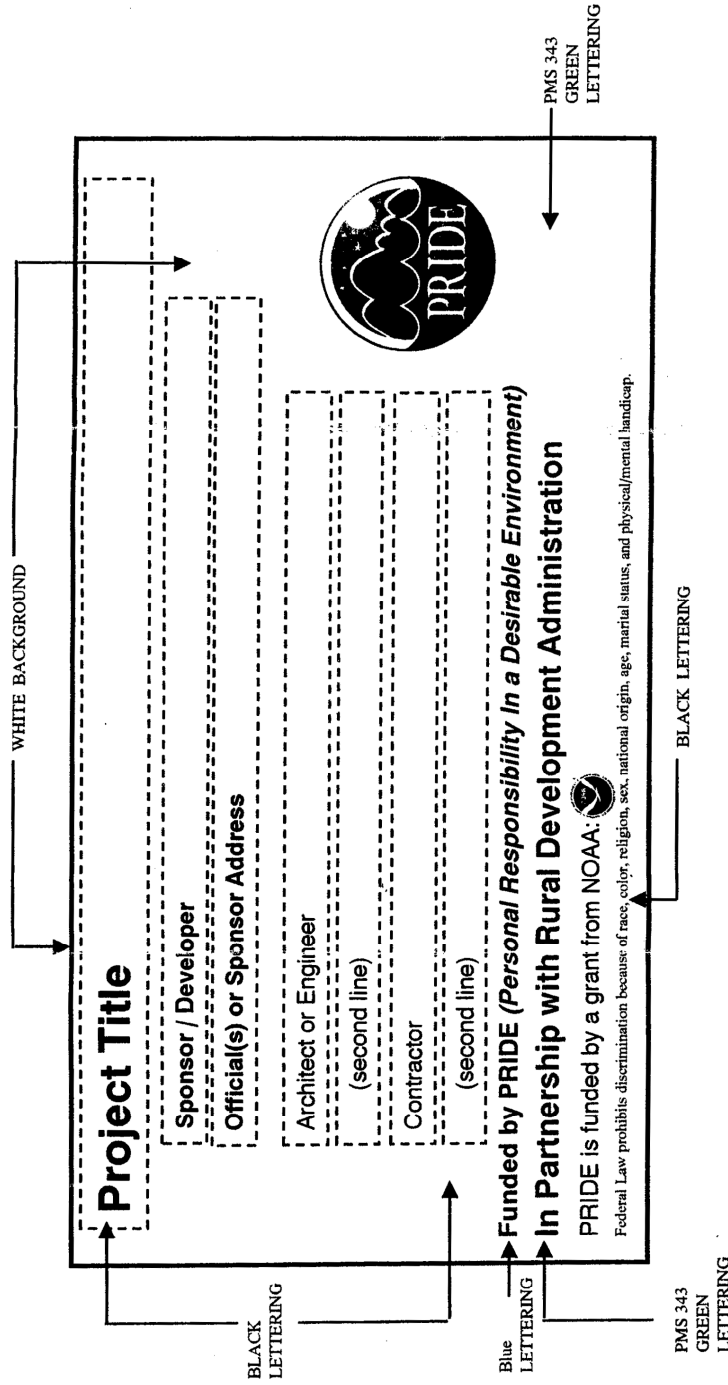 WHITE BACKGROUND
Project Title
Sponsor / Developer
Official(s) or Sponsor Address
Architect or Engineer
(second line)
Contractor
(second line)
PRIDE
Funded by PRIDE (Personal Responsibility In a Desirable Environment)
In Partnership with Rural Development Administration
PRIDE is funded by a grant from NOAA:
Federal Law prohibits discrimination because of race, color, religion, sex, national origin, age, marital status, and physical/mental handicap.
BLACK
LETTERING
Blue
LETTERING
PMS 343
GREEN
LETTERING
BLACK LETTERING
PMS 343
GREEN
LETTERING